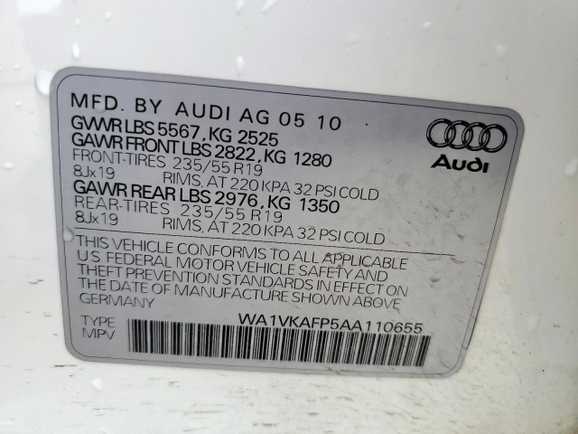 MFD. BY AUDI AG 05 10
GVWR LBS 5567, KG 2525
GAWR FRONT LBS 2822, KG 1280
FRONT-TIRES 235/55 R19
8Jx19 RIMS, AT 220 KPA 32 PSI COLD
GAWR REAR LBS 2976, KG 1350
REAR-TIRES 235/55 R19
8Jx19 RIMS, AT 220 KPA 32 PSI COLD
Audi
THIS VEHICLE CONFORMS TO ALL APPLICABLE
U.S. FEDERAL MOTOR VEHICLE SAFETY AND
THEFT PREVENTION STANDARDS IN EFFECT ON
THE DATE OF MANUFACTURE SHOWN ABOVE.
GERMANY
WA1VKAFP5AA110655
TYPE
MPV